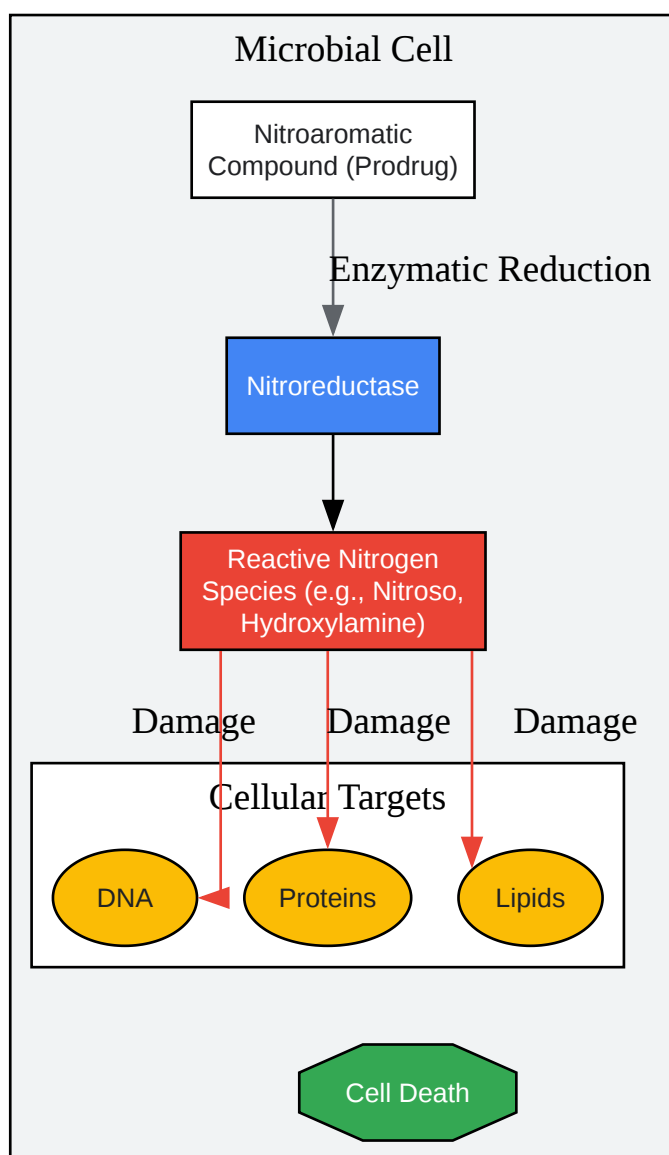 Microbial Cell
Nitroaromatic
Compound (Prodrug)
Enzymatic Reduction
Nitroreductase
Reactive Nitrogen
Species (e.g., Nitroso,
Hydroxylamine)
Damage
Damage
Damage
Cellular Targets
DNA
Proteins
Lipids
Cell Death